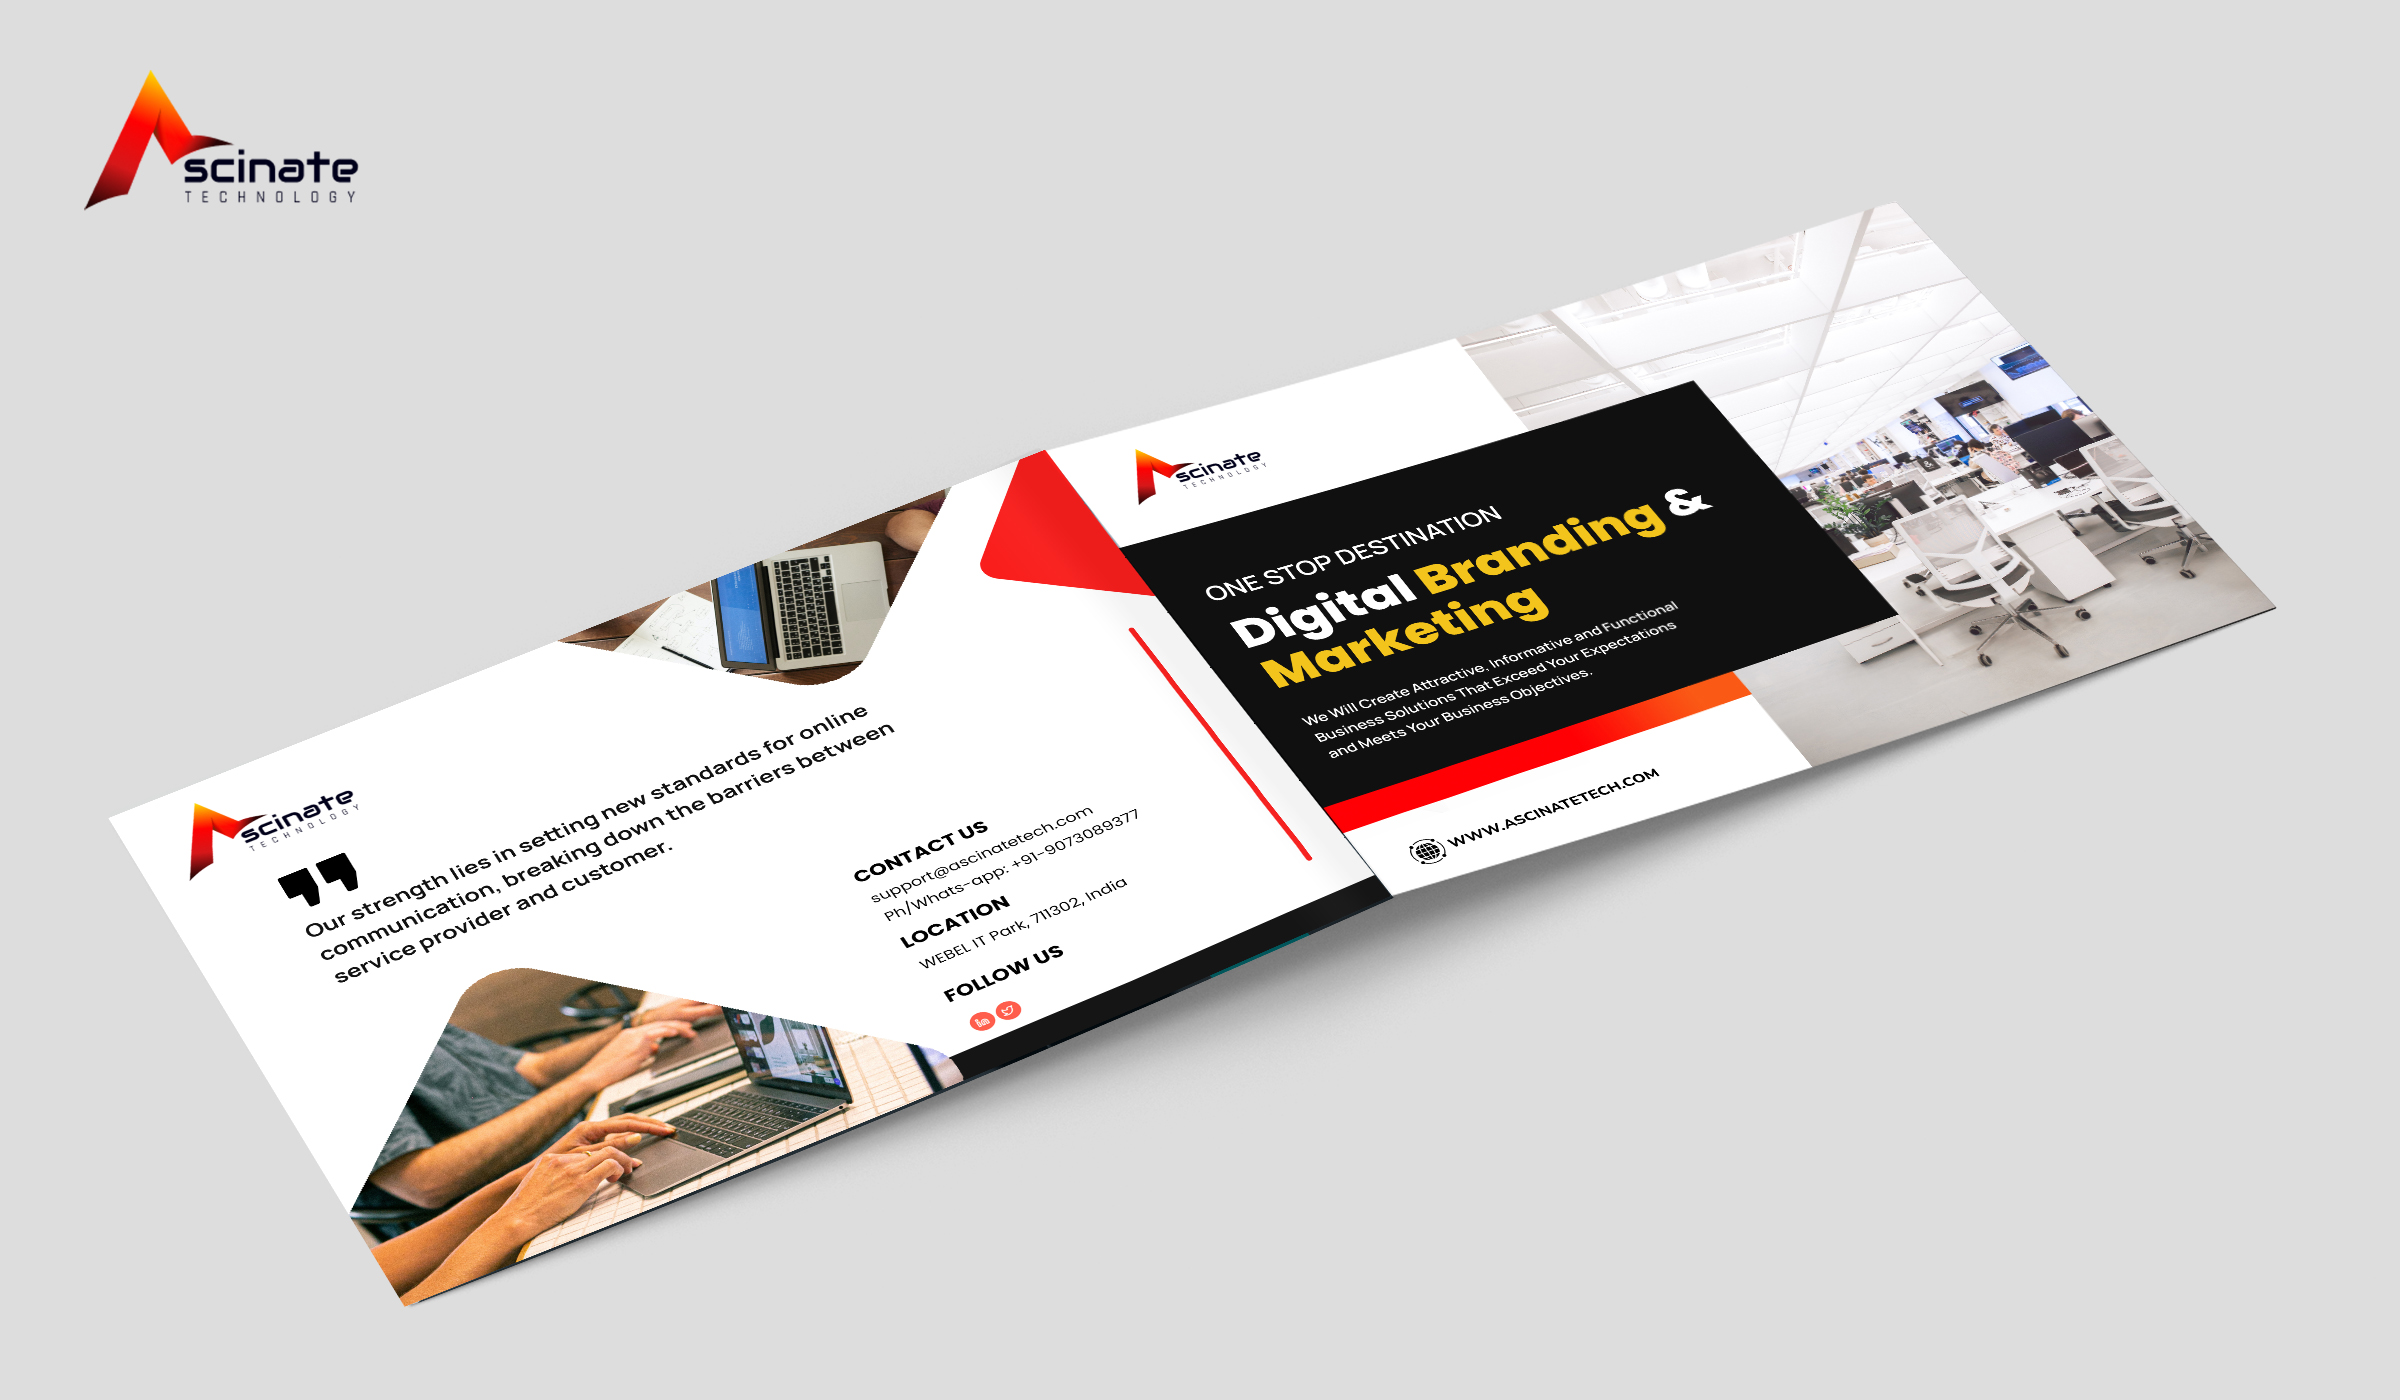 Ascinate
TECHNOLOGY
Ascinate
TECHNOLOGY
Our strength lies in setting new standards for online
communication, breaking down the barriers between
service provider and customer.
CONTACT US
support@ascinatetech.com
Ph/Whats-app: +91-9073089377
LOCATION
WEBEL IT Park, 711302, India
FOLLOW US
in
Ascinate
TECHNOLOGY
ONE STOP DESTINATION
Digital Branding &
Marketing
We Will Create Attractive, Informative and Functional
Business Solutions That Exceed Your Expectations
and Meets Your Business Objectives.
WWW.ASCINATETECH.COM